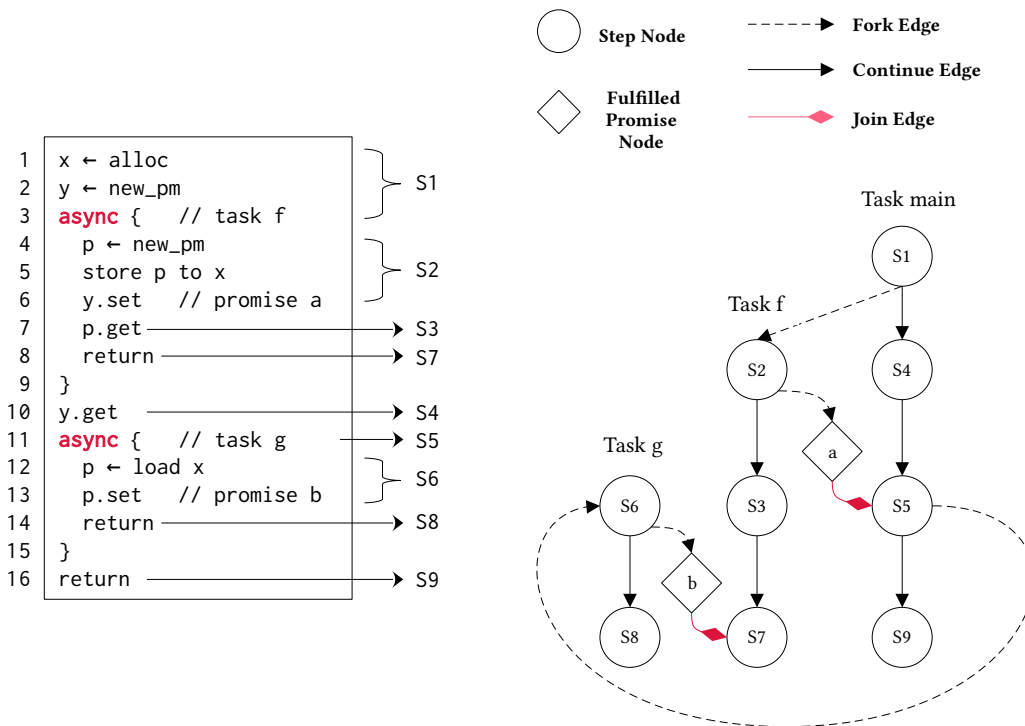 Step Node
Fulfilled
Promise
Node
Fork Edge
Continue Edge
Join Edge
1 x ← alloc
2 y ← new_pm
3 async { // task f
4 p ← new_pm
5 store p to x
6 y.set // promise a
7 p.get
8 return
9 }
10 y.get
11 async { // task g
12 p ← load x
13 p.set // promise b
14 return
15 }
16 return
S1
S2
S3
S7
S4
S5
S6
S8
S9
Task main
S1
Task f
S2
S4
a
Task g
S6
S3
S5
b
S8
S7
S9